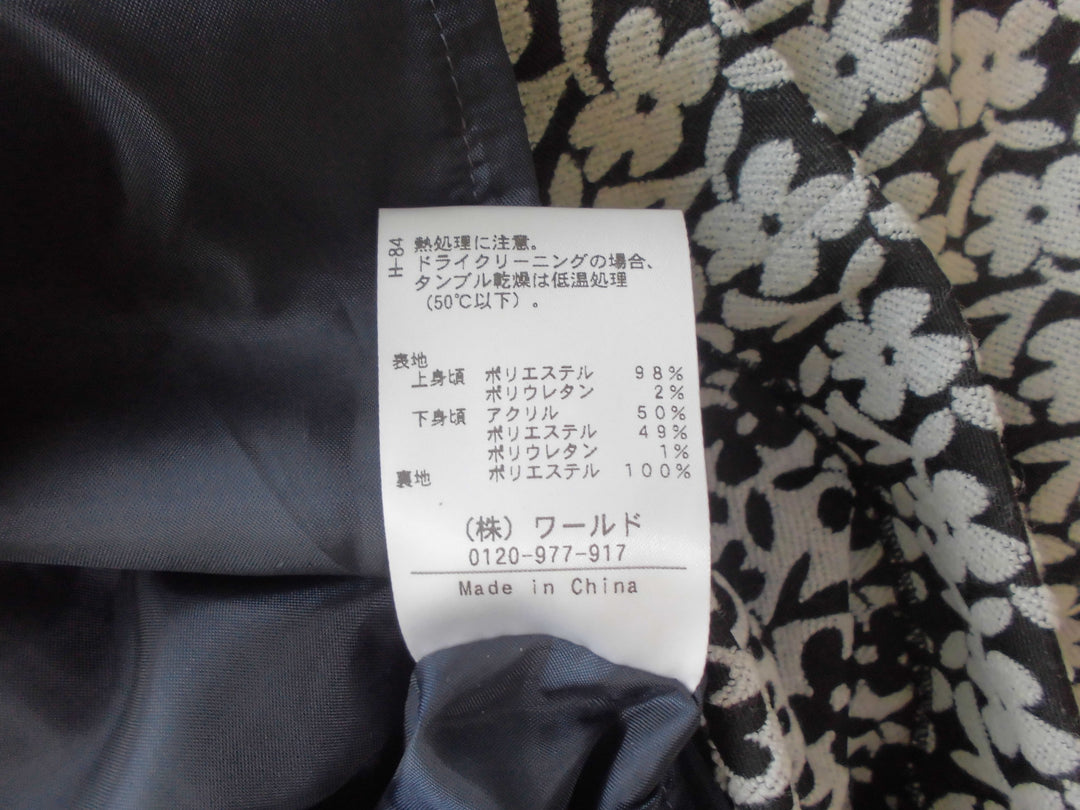 H-84
熱処理に注意。
ドライクリーニングの場合、
タンブル乾燥は低温処理
（50℃以下）。
表地
上身頃 ポリエステル 98%
ポリウレタン 2%
下身頃 アクリル 50%
ポリエステル 49%
ポリウレタン 1%
裏地 ポリエステル 100%
（株）ワールド
0120-977-917
Made in China